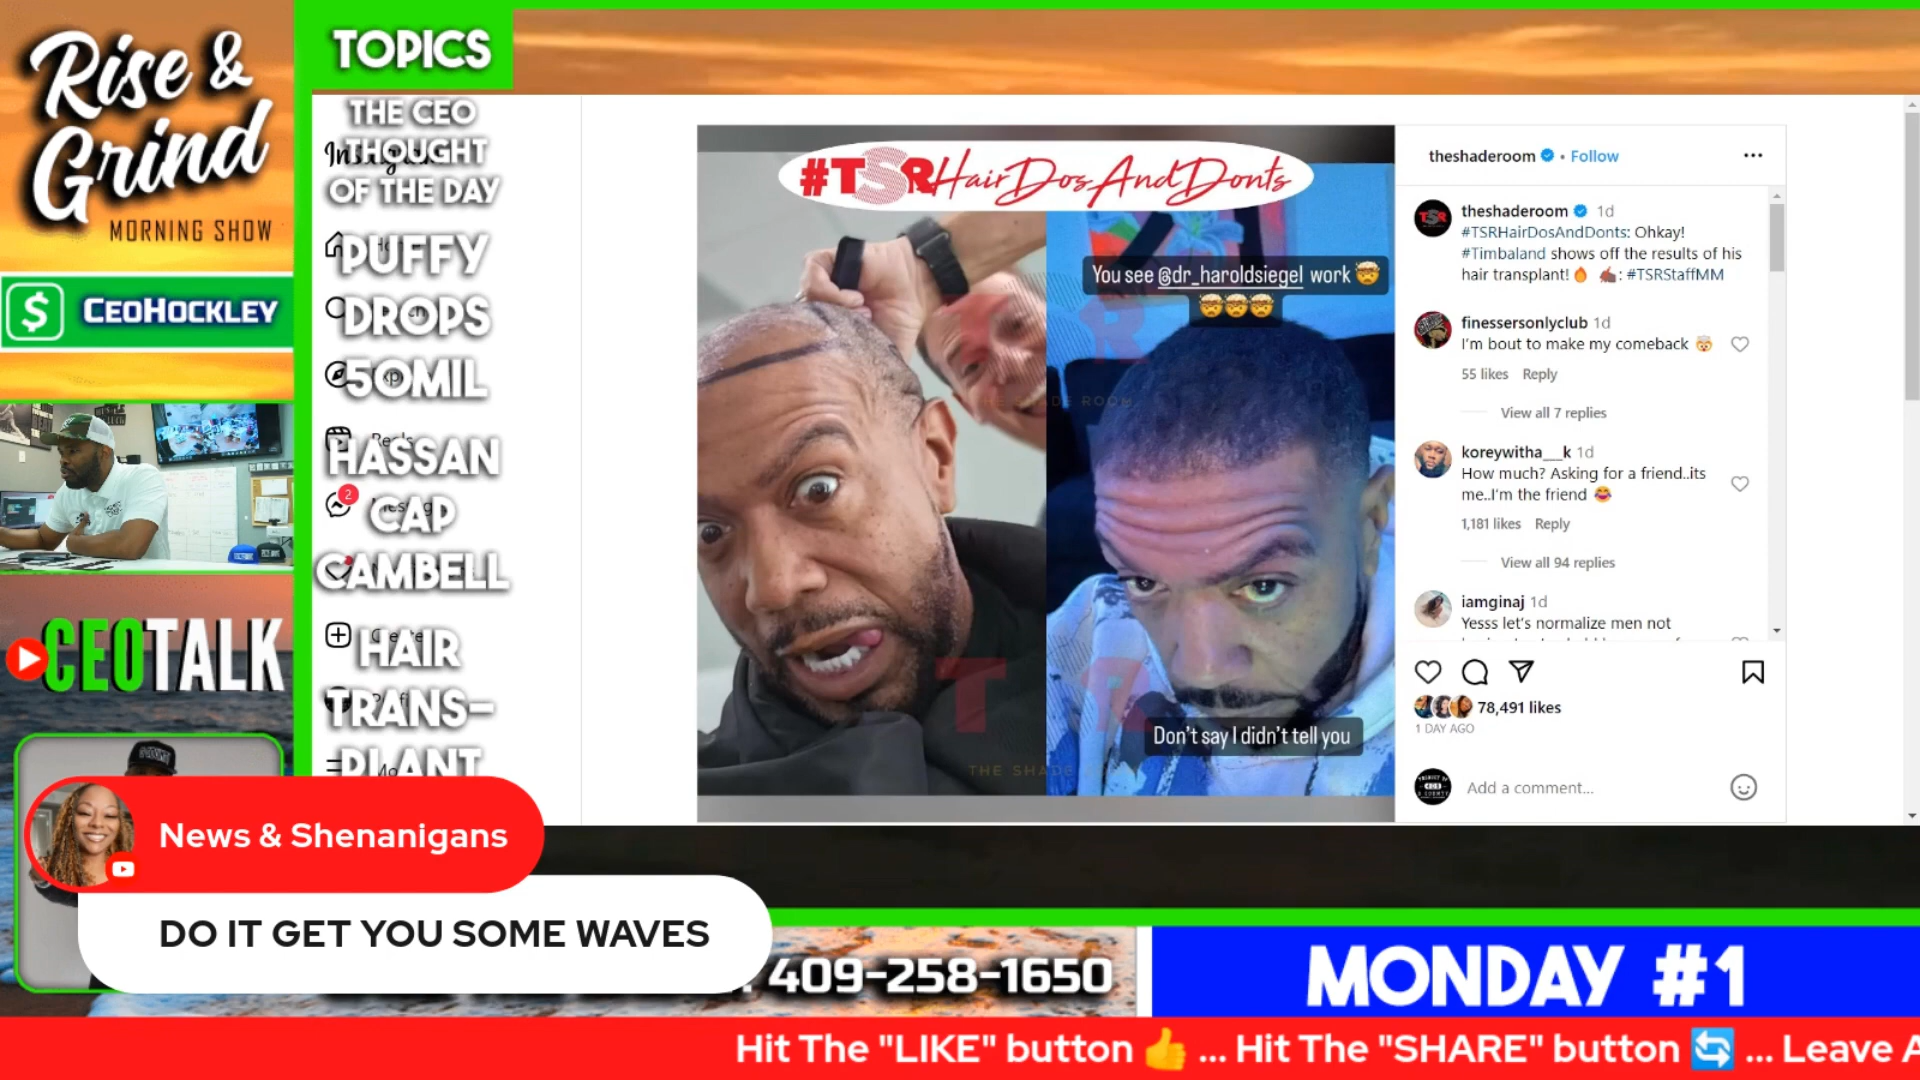 Rise &
Grind
MORNING SHOW
$ CEOHOCKLEY
CEOTALK
TOPICS
THE CEO
THOUGHT
OF THE DAY
PUFFY
DROPS
50MIL
HASSAN
CAP
CAMBELL
HAIR
TRANS-
PLANT
2
#TSRHairDosAndDonts
You see @dr_haroldsiegel work 🤯
🤯🤯🤯
Don't say I didn't tell you
theshaderoom • Follow
theshaderoom 1d
#TSRHairDosAndDonts: Ohkay!
#Timbaland shows off the results of his
hair transplant! 🔥 ✍🏾: #TSRStaffMM
finessersonlyclub 1d
I'm bout to make my comeback 🤯
55 likes Reply
View all 7 replies
koreywitha__k 1d
How much? Asking for a friend..its
me..I'm the friend 😂
1,181 likes Reply
View all 94 replies
iamginaj 1d
Yesss let's normalize men not
78,491 likes
1 DAY AGO
Add a comment...
News & Shenanigans
DO IT GET YOU SOME WAVES
409-258-1650
MONDAY #1
Hit The "LIKE" button 👍 ... Hit The "SHARE" button 🔄 ... Leave A